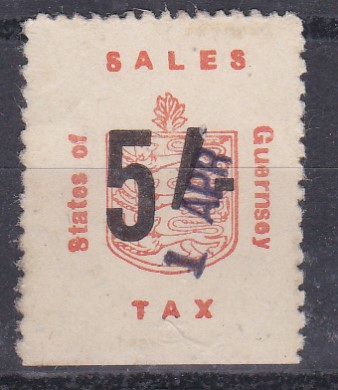 SALES
States of
Guernsey
5/-
1 APR
TAX